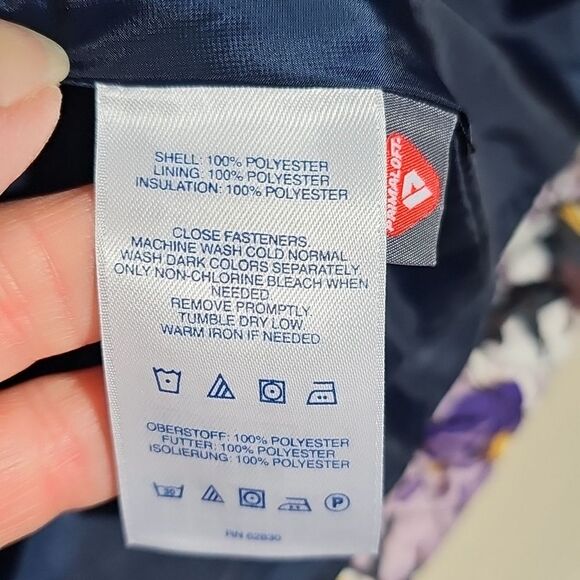 SHELL: 100% POLYESTER
LINING: 100% POLYESTER
INSULATION: 100% POLYESTER
CLOSE FASTENERS.
MACHINE WASH COLD NORMAL
WASH DARK COLORS SEPARATELY
ONLY NON-CHLORINE BLEACH WHEN
NEEDED
REMOVE PROMPTLY
TUMBLE DRY LOW
WARM IRON IF NEEDED
OBERSTOFF: 100% POLYESTER
FUTTER: 100% POLYESTER
ISOLIERUNG: 100% POLYESTER
30
P
RN 62830
PRIMALOFT